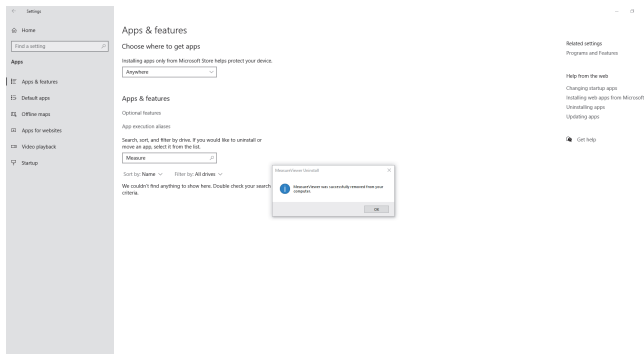 Settings
Home
Find a setting
Apps
Apps & features
Default apps
Offline maps
Apps for websites
Video playback
Startup
Apps & features
Choose where to get apps
Installing apps only from Microsoft Store helps protect your device.
Anywhere
Apps & features
Optional features
App execution aliases
Search, sort, and filter by drive. If you would like to uninstall or
move an app, select it from the list.
Measure
Sort by: Name
Filter by: All drives
We couldn't find anything to show here. Double check your search
criteria.
MeasureViewer Uninstall
MeasureViewer was successfully removed from your
computer.
OK
Related settings
Programs and Features
Help from the web
Changing startup apps
Installing web apps from Microsoft
Uninstalling apps
Updating apps
Get help